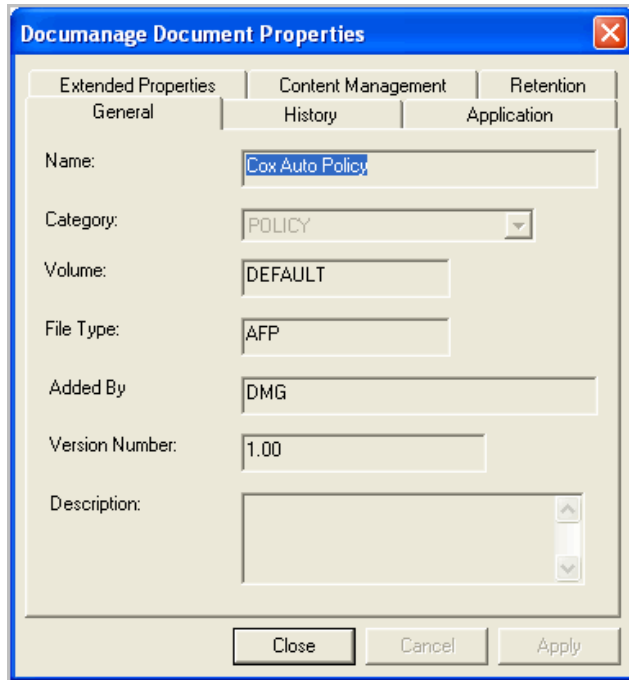 Documanage Document Properties
Extended Properties Content Management Retention
General History Application
Name: Cox Auto Policy
Category: POLICY
Volume: DEFAULT
File Type: AFP
Added By DMG
Version Number: 1.00
Description:
Close Cancel Apply